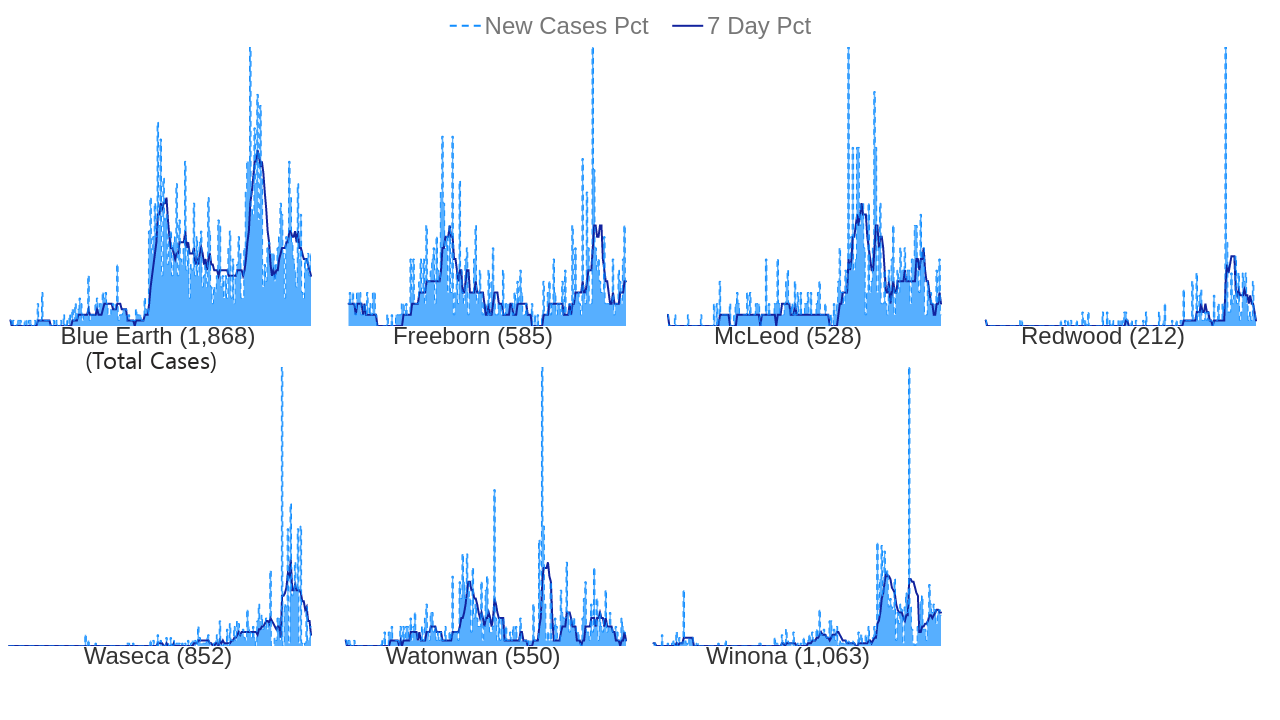 New Cases Pct 7 Day Pct
Blue Earth (1,868) Freeborn (585) McLeod (528) Redwood (212)
(Total Cases)
Waseca (852) Watonwan (550) Winona (1,063)